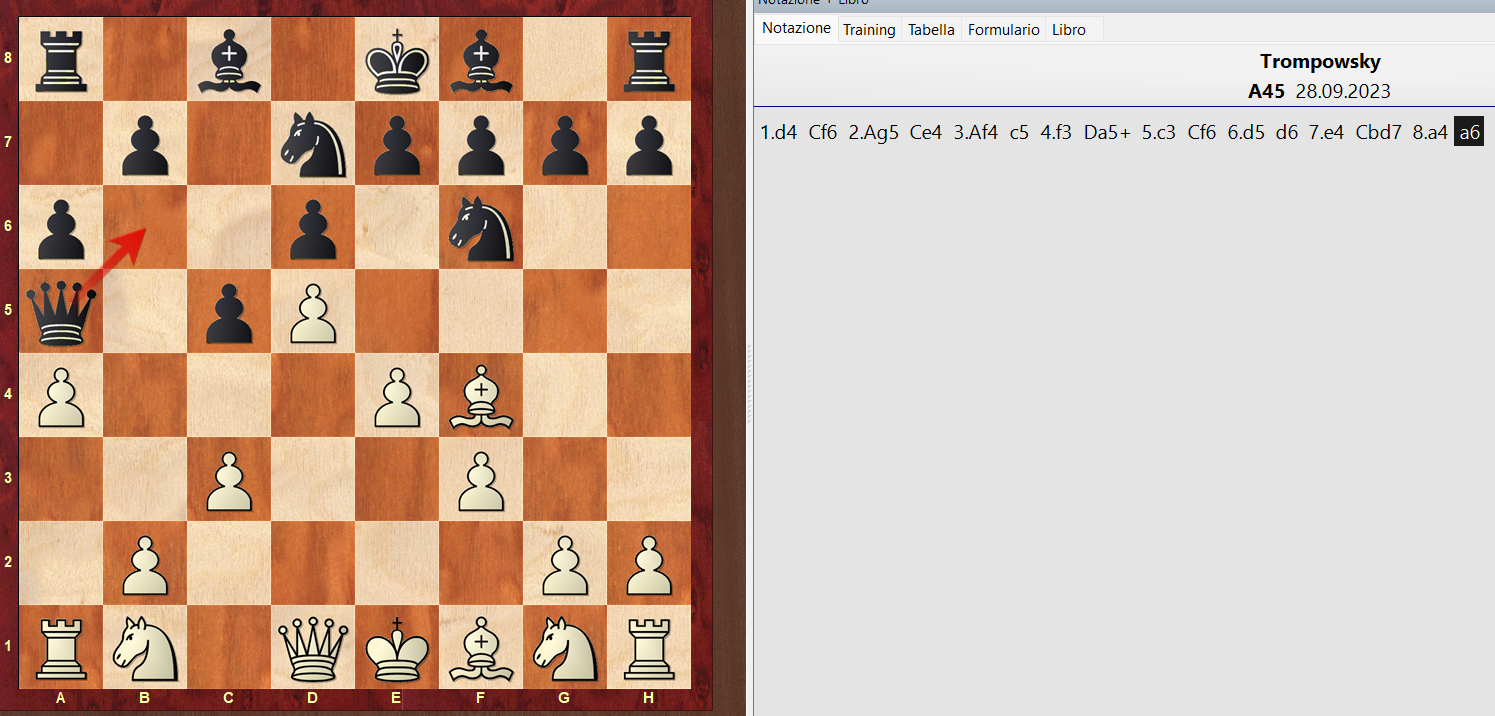 Notazione + Libro
Notazione Training Tabella Formulario Libro
Trompowsky
A45 28.09.2023
1.d4 Cf6 2.Ag5 Ce4 3.Af4 c5 4.f3 Da5+ 5.c3 Cf6 6.d5 d6 7.e4 Cbd7 8.a4 a6
8
7
6
5
4
3
2
1
A B C D E F G H